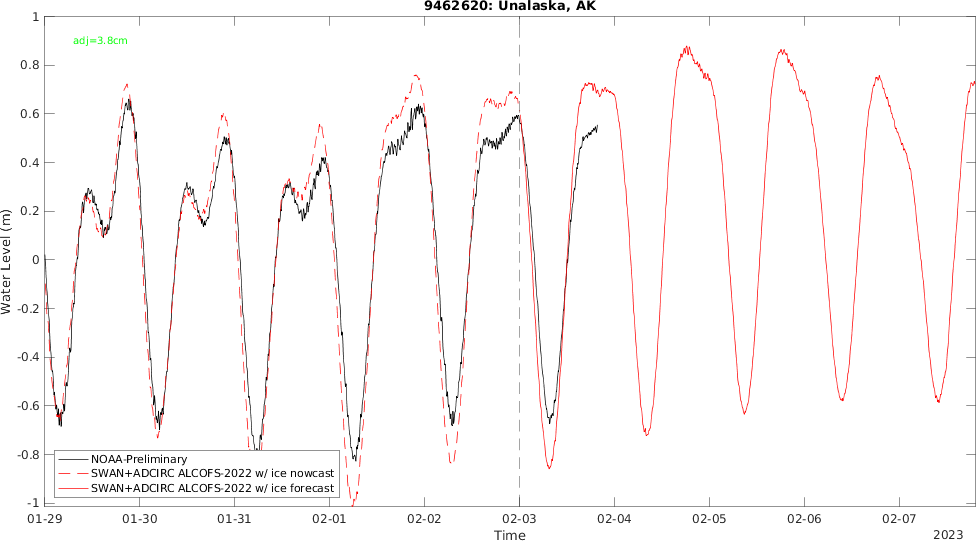 9462620: Unalaska, AK
adj=3.8cm
1
0.8
0.6
0.4
0.2
0
-0.2
-0.4
-0.6
-0.8
-1
Water Level (m)
NOAA-Preliminary
SWAN+ADCIRC ALCOFS-2022 w/ ice nowcast
SWAN+ADCIRC ALCOFS-2022 w/ ice forecast
01-29 01-30 01-31 02-01 02-02 02-03 02-04 02-05 02-06 02-07
Time
2023